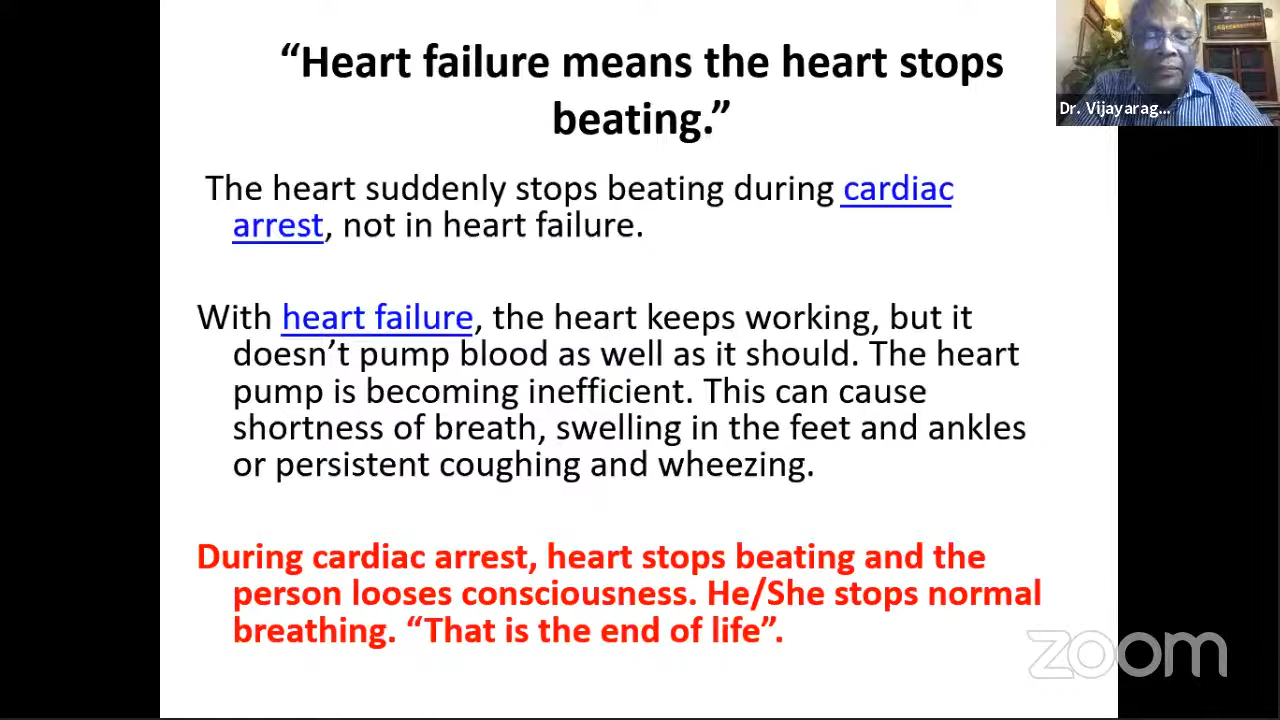 “Heart failure means the heart stops
beating.”
Dr. Vijayarag...
The heart suddenly stops beating during cardiac
arrest, not in heart failure.
With heart failure, the heart keeps working, but it
doesn’t pump blood as well as it should. The heart
pump is becoming inefficient. This can cause
shortness of breath, swelling in the feet and ankles
or persistent coughing and wheezing.
During cardiac arrest, heart stops beating and the
person looses consciousness. He/She stops normal
breathing. “That is the end of life”.
zoom